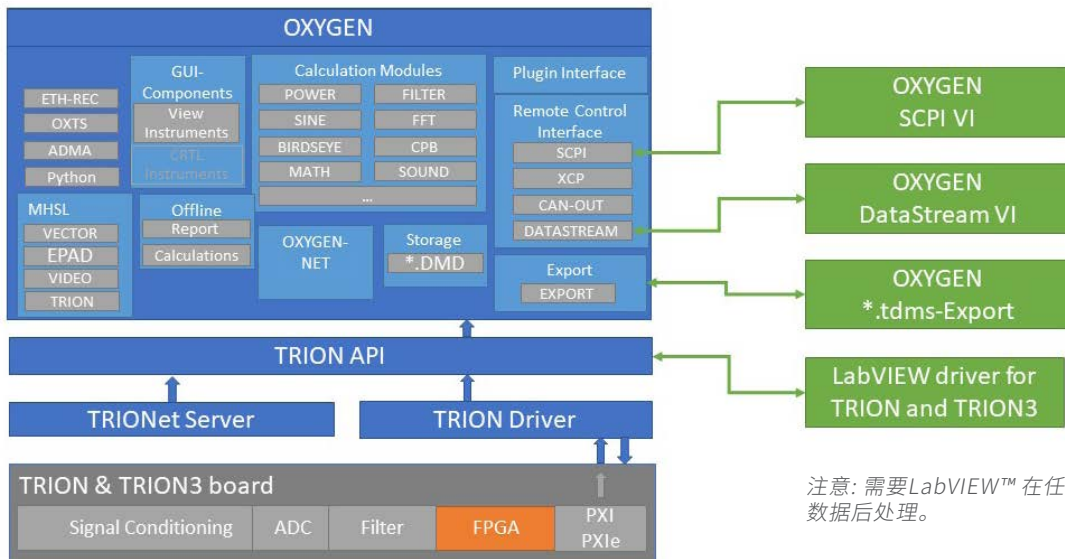 OXYGEN
ETH-REC
OXTS
ADMA
Python
GUI-
Components
View
Instruments
CRTL
Instruments
Calculation Modules
POWER
FILTER
SINE
FFT
BIRDSEYE
CPB
MATH
SOUND
...
Plugin Interface
Remote Control
Interface
SCPI
XCP
CAN-OUT
DATASTREAM
MHSL
VECTOR
EPAD
VIDEO
TRION
Offline
Report
Calculations
OXYGEN-
NET
Storage
*.DMD
Export
EXPORT
TRION API
TRIONet Server
TRION Driver
TRION & TRION3 board
Signal Conditioning
ADC
Filter
FPGA
PXI
PXIe
OXYGEN
SCPI VI
OXYGEN
DataStream VI
OXYGEN
*.tdms-Export
LabVIEW driver for
TRION and TRION3
注意: 需要LabVIEW™ 在任
数据后处理。